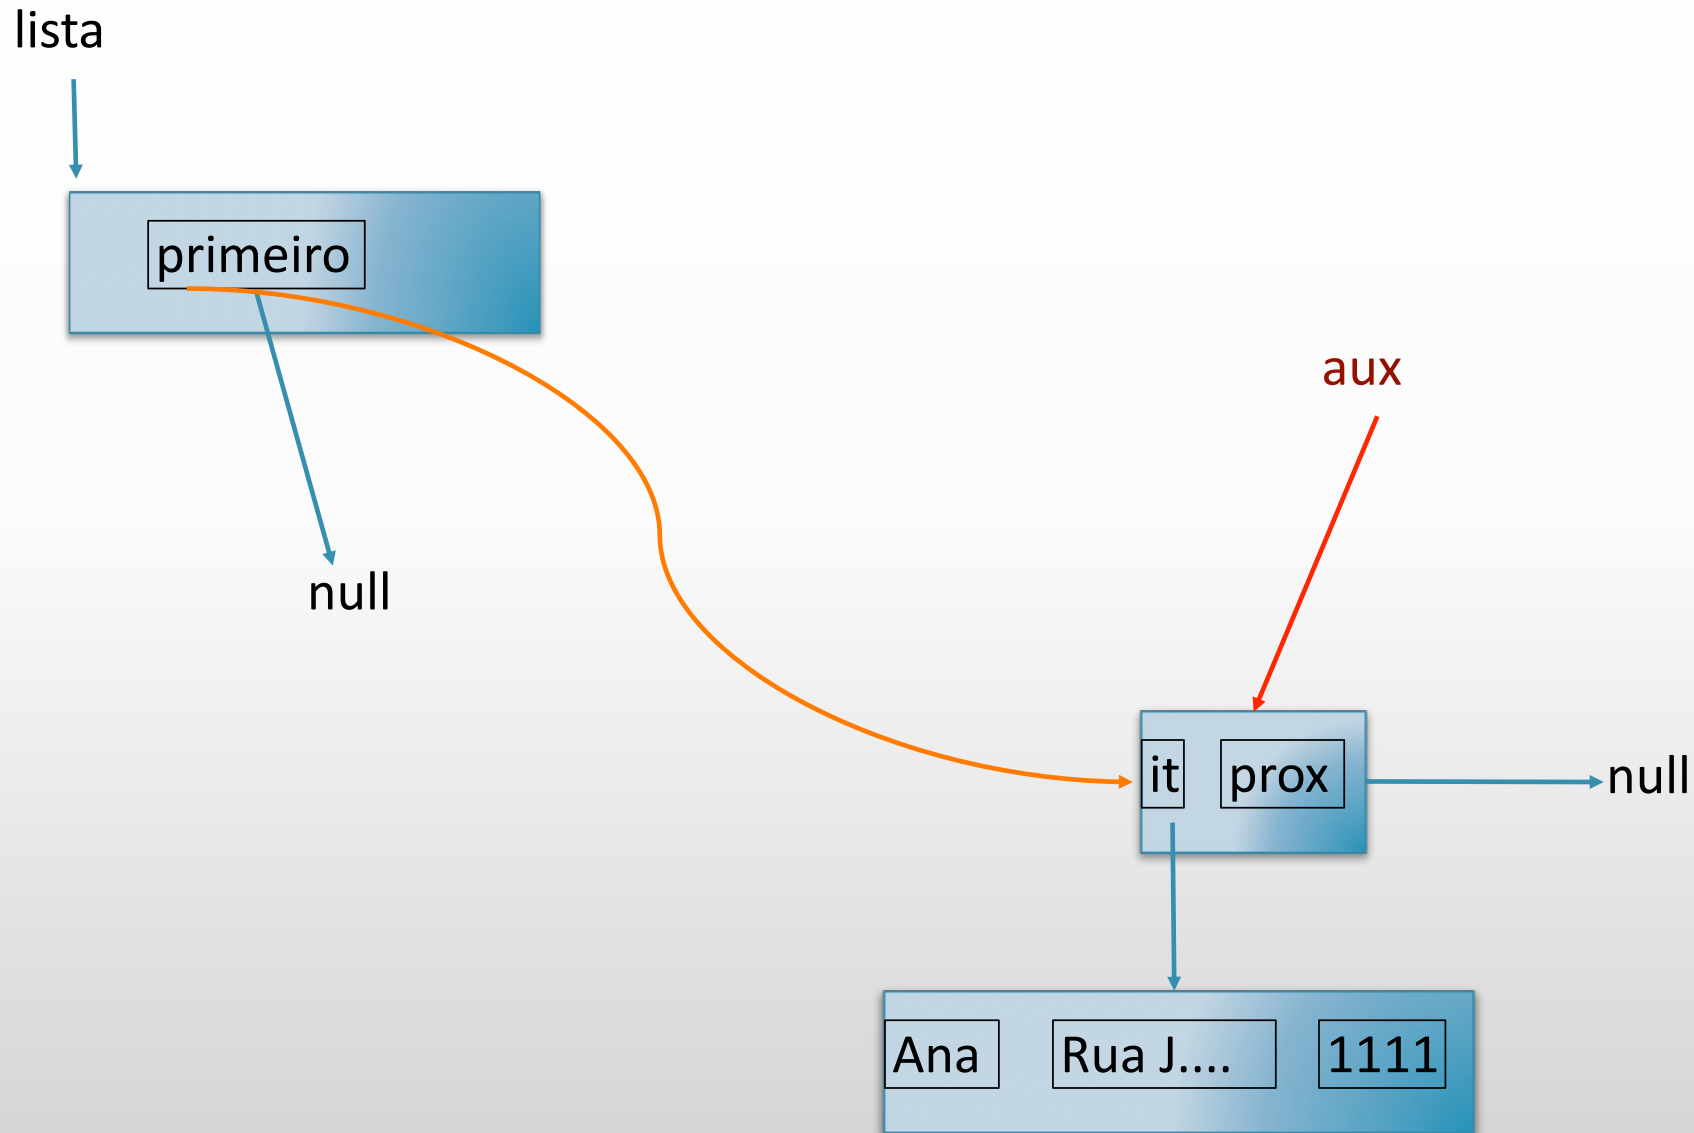 lista
primeiro
aux
null
it
prox
null
Ana
Rua J....
1111